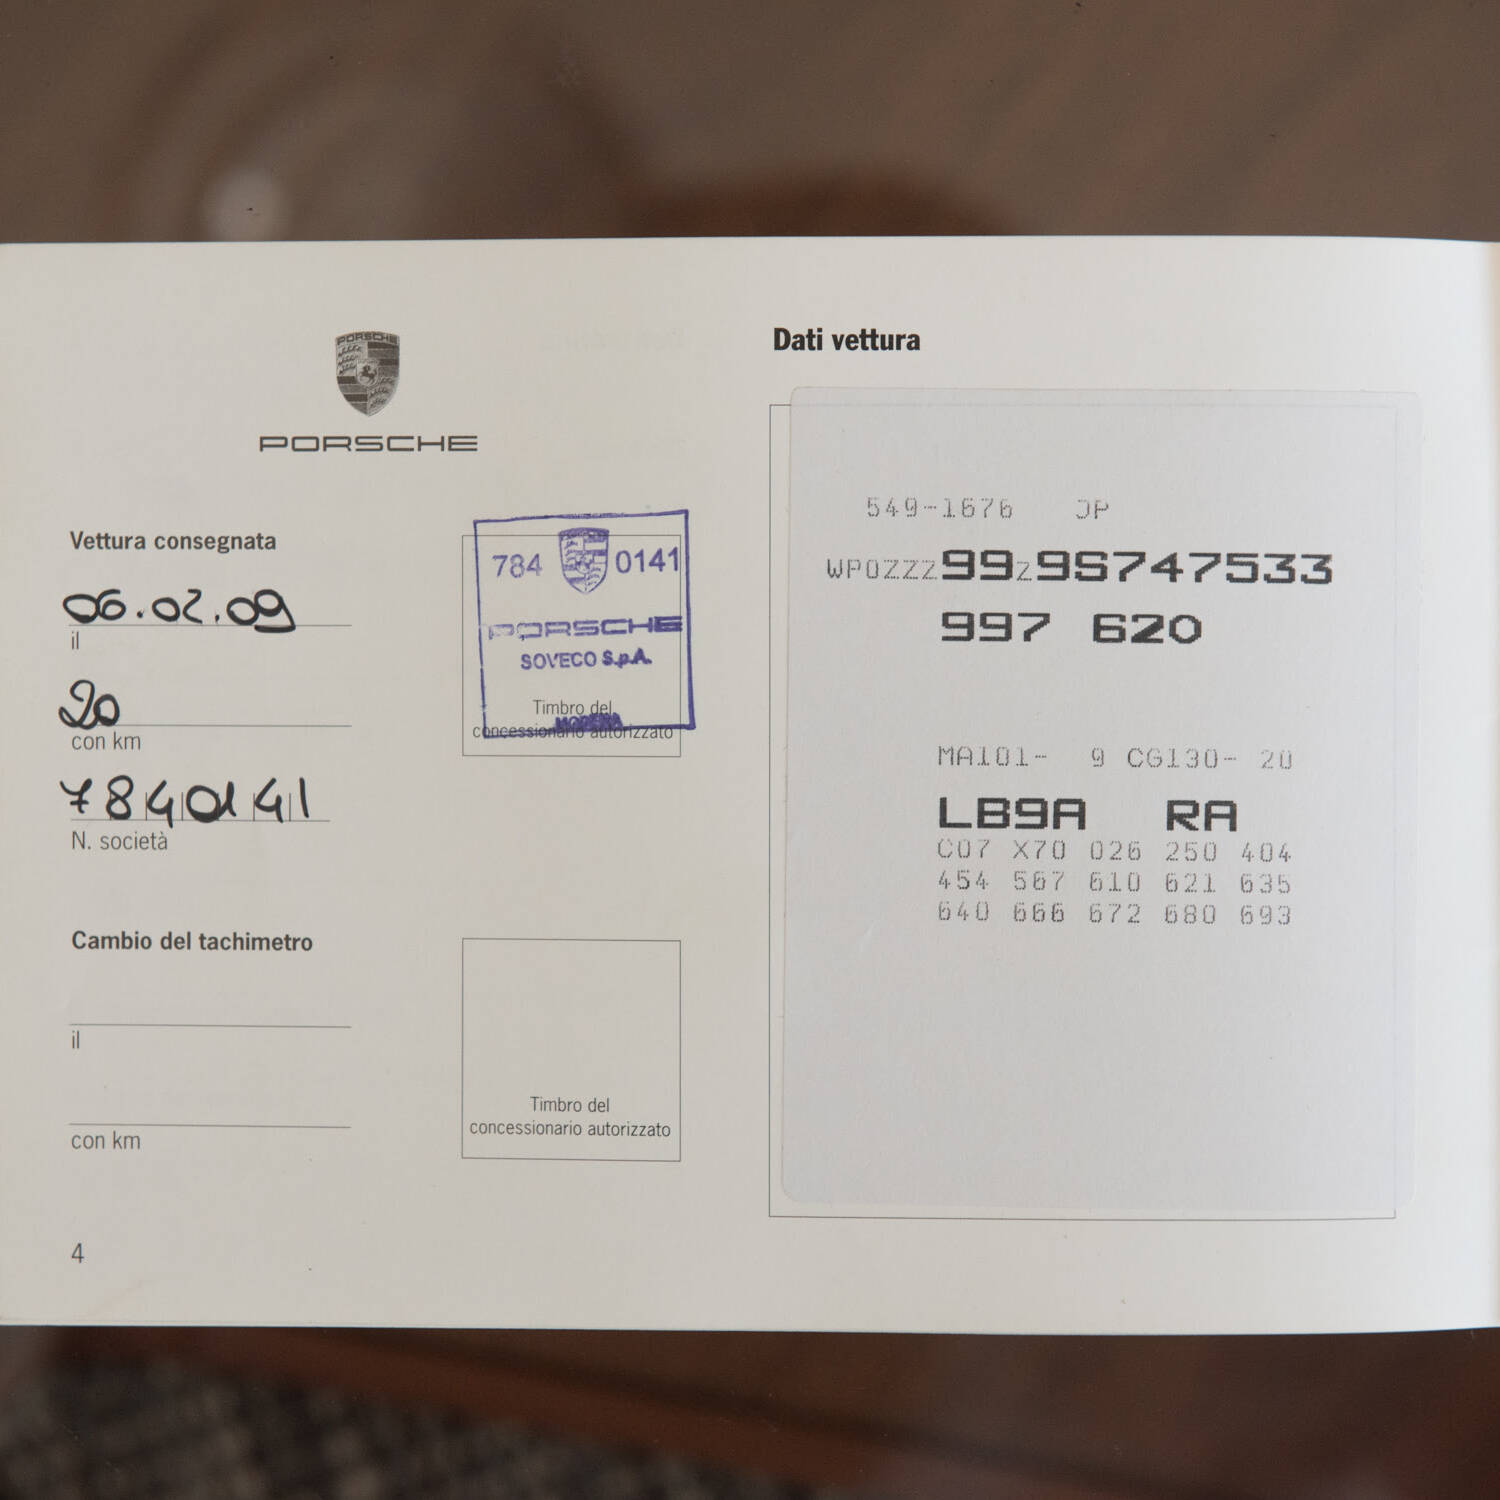 PORSCHE
PORSCHE
Vettura consegnata
06.02.09
il
20
con km
7840141
N. società
784 0141
PORSCHE
SOVECO S.p.A.
Timbro del
MODENA
concessionario autorizzato
Cambio del tachimetro
il
con km
Timbro del
concessionario autorizzato
4
Dati vettura
549-1676 JP
WP0ZZZ99Z9S747533
997 620
MA101- 9 CG130- 20
LB9A RA
C07 X70 026 250 404
454 567 610 621 635
640 666 672 680 693